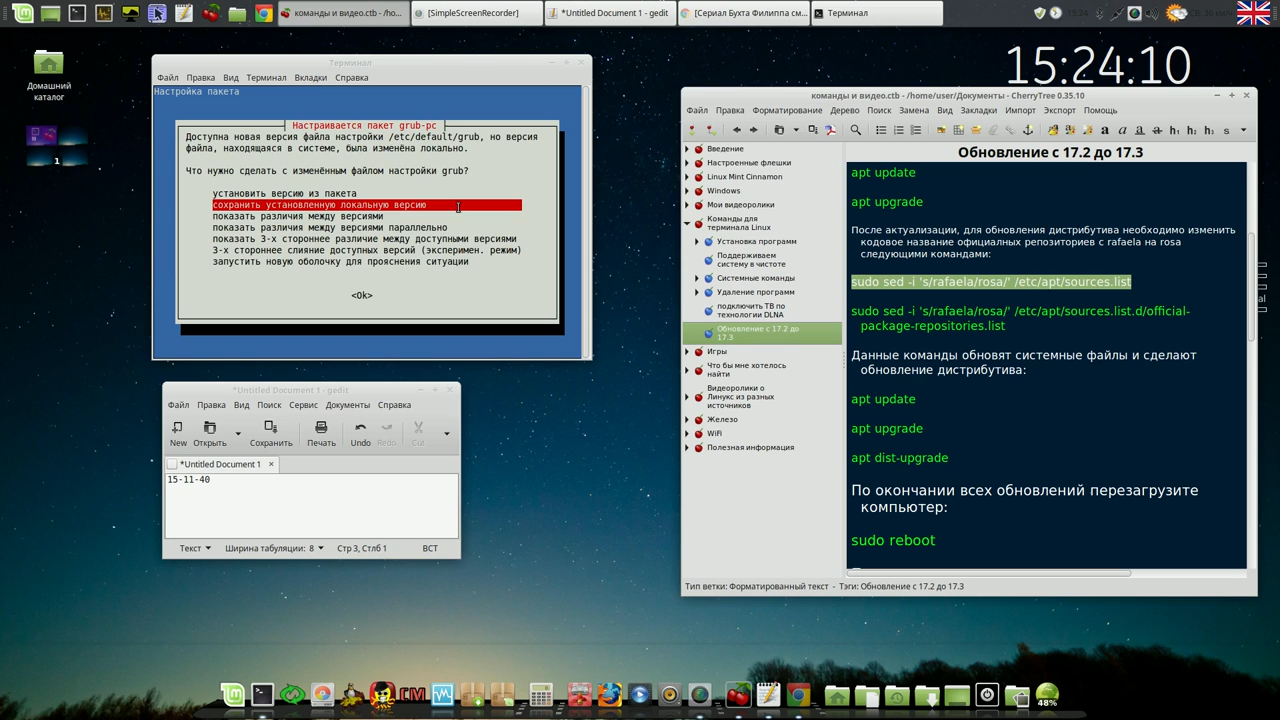 команды и видео.ctb - /ho...
[SimpleScreenRecorder]
*Untitled Document 1 - gedit
[Сериал Бухта Филиппа см...
Терминал
15:24
Домашний
каталог
1
15:24:10
Терминал
Файл Правка Вид Терминал Вкладки Справка
Настройка пакета
Настраивается пакет grub-pc
Доступна новая версия файла настройки /etc/default/grub, но версия
файла, находящаяся в системе, была изменёна локально.
Что нужно сделать с изменённым файлом настройки grub?
установить версию из пакета
сохранить установленную локальную версию
показать различия между версиями
показать различия между версиями параллельно
показать 3-х стороннее различие между доступными версиями
3-х стороннее слияние доступных версий (эксперимен. режим)
запустить новую оболочку для прояснения ситуации
<Ok>
*Untitled Document 1 - gedit
Файл Правка Вид Поиск Сервис Документы Справка
New Открыть Сохранить Печать Undo Redo Cut
*Untitled Document 1
15-11-40
Текст Ширина табуляции: 8 Стр 3, Стлб 1 ВСТ
команды и видео.ctb - /home/user/Документы - CherryTree 0.35.10
Файл Правка Форматирование Дерево Поиск Замена Вид Закладки Импорт Экспорт Помощь
a a a a h₁ h₂ h₃ s
Введение
Настроенные флешки
Linux Mint Cinnamon
Windows
Мои видеоролики
Команды для
терминала Linux
Установка программ
Поддерживаем
систему в чистоте
Системные команды
Удаление программ
подключить ТВ по
технологии DLNA
Обновление с 17.2 до
17.3
Игры
Что бы мне хотелось
найти
Видеоролики о
Линукс из разных
источников
Железо
WiFi
Полезная информация
Обновление с 17.2 до 17.3
apt update
apt upgrade
После актуализации, для обновления дистрибутива необходимо изменить
кодовое название официалных репозиториев с rafaela на rosa
следующими командами:
sudo sed -i 's/rafaela/rosa/' /etc/apt/sources.list
sudo sed -i 's/rafaela/rosa/' /etc/apt/sources.list.d/official-
package-repositories.list
Данные команды обновят системные файлы и сделают
обновление дистрибутива:
apt update
apt upgrade
apt dist-upgrade
По окончании всех обновлений перезагрузите
компьютер:
sudo reboot
Тип ветки: Форматированный текст - Тэги: Обновление с 17.2 до 17.3
CM
48%